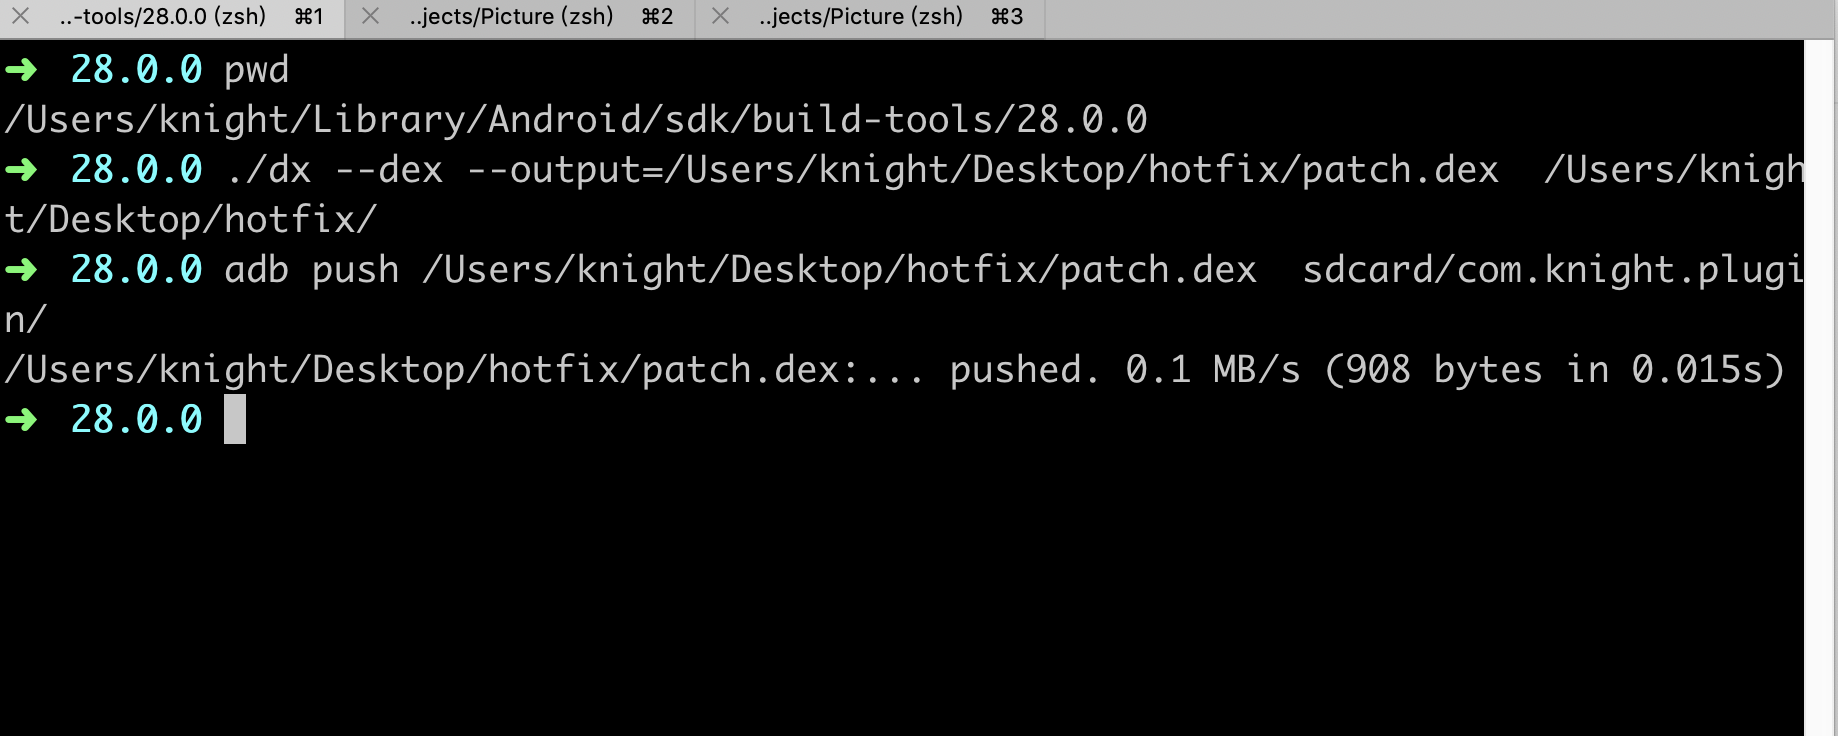 ..-tools/28.0.0 (zsh) ⌘1 ..jects/Picture (zsh) ⌘2 ..jects/Picture (zsh) ⌘3
➜ 28.0.0 pwd
/Users/knight/Library/Android/sdk/build-tools/28.0.0
➜ 28.0.0 ./dx --dex --output=/Users/knight/Desktop/hotfix/patch.dex  /Users/knigh
t/Desktop/hotfix/
➜ 28.0.0 adb push /Users/knight/Desktop/hotfix/patch.dex  sdcard/com.knight.plugi
n/
/Users/knight/Desktop/hotfix/patch.dex:... pushed. 0.1 MB/s (908 bytes in 0.015s)
➜ 28.0.0